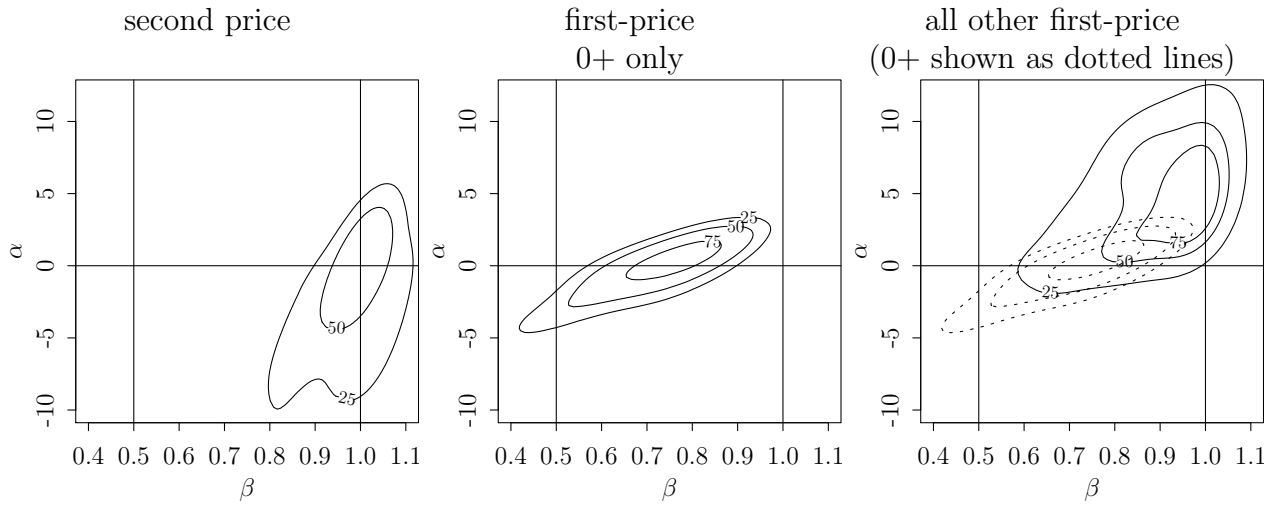 second price
first-price
0+ only
all other first-price
(0+ shown as dotted lines)
α
10
5
0
-5
-10
50
25
0.4 0.5 0.6 0.7 0.8 0.9 1.0 1.1
β
α
10
5
0
-5
-10
25
50
75
0.4 0.5 0.6 0.7 0.8 0.9 1.0 1.1
β
α
10
5
0
-5
-10
75
50
25
0.4 0.5 0.6 0.7 0.8 0.9 1.0 1.1
β